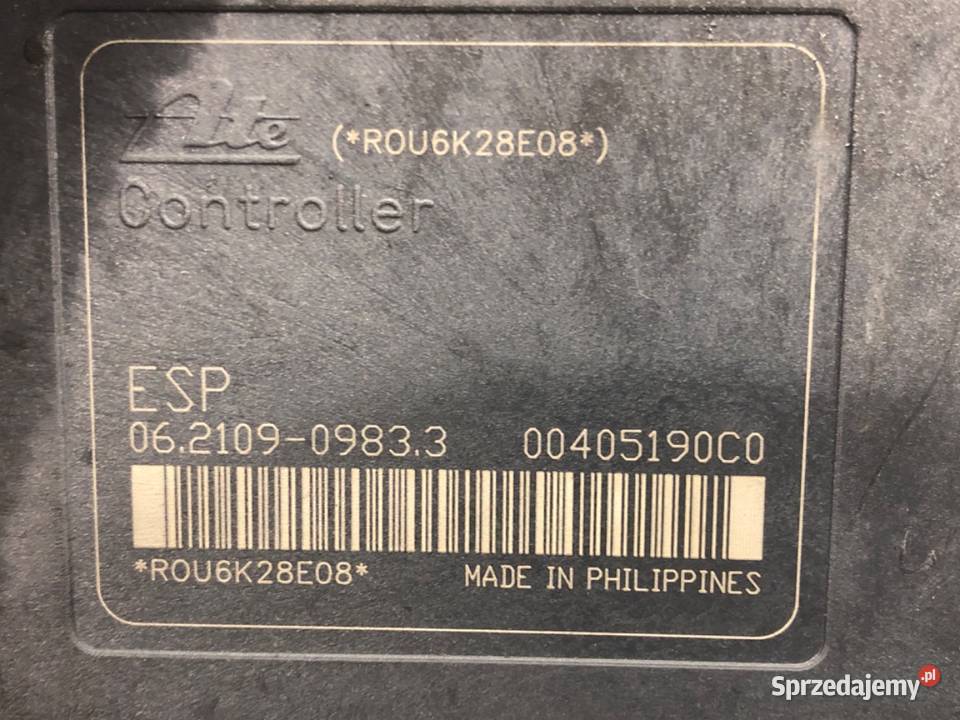 Ate (*ROU6K28E08*)
Controller
ESP
06.2109-0983.3 00405190C0
*ROU6K28E08* MADE IN PHILIPPINES
Sprzedajemy.pl